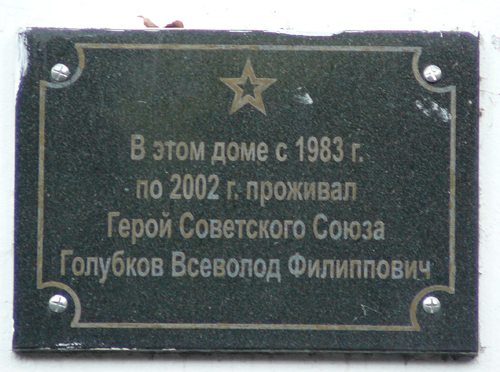 В этом доме с 1983 г.
по 2002 г. проживал
Герой Советского Союза
Голубков Всеволод Филиппович